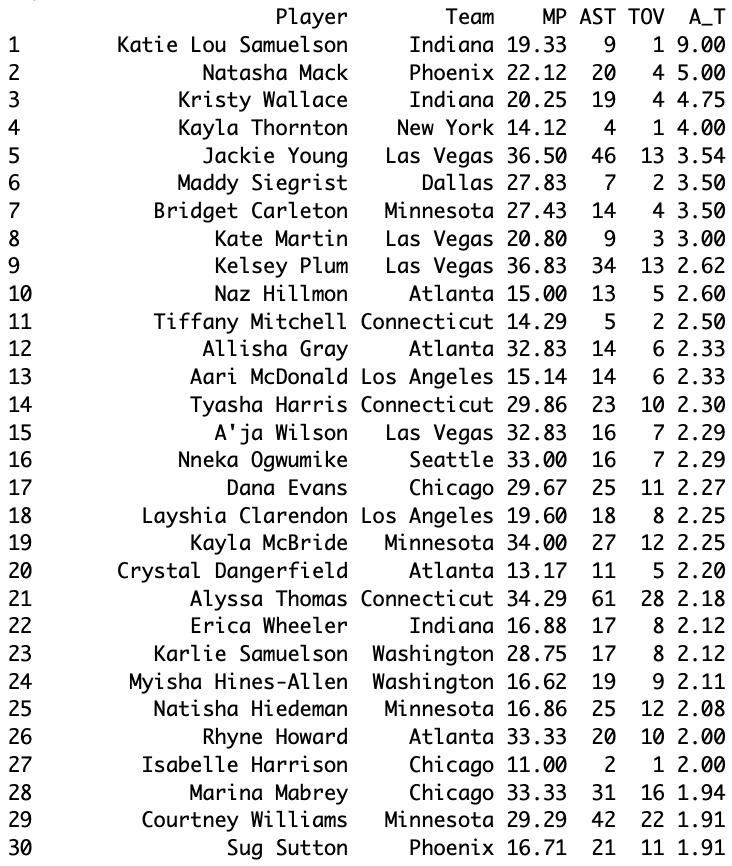 Player Team MP AST TOV A_T
1 Katie Lou Samuelson Indiana 19.33 9 1 9.00
2 Natasha Mack Phoenix 22.12 20 4 5.00
3 Kristy Wallace Indiana 20.25 19 4 4.75
4 Kayla Thornton New York 14.12 4 1 4.00
5 Jackie Young Las Vegas 36.50 46 13 3.54
6 Maddy Siegrist Dallas 27.83 7 2 3.50
7 Bridget Carleton Minnesota 27.43 14 4 3.50
8 Kate Martin Las Vegas 20.80 9 3 3.00
9 Kelsey Plum Las Vegas 36.83 34 13 2.62
10 Naz Hillmon Atlanta 15.00 13 5 2.60
11 Tiffany Mitchell Connecticut 14.29 5 2 2.50
12 Allisha Gray Atlanta 32.83 14 6 2.33
13 Aari McDonald Los Angeles 15.14 14 6 2.33
14 Tyasha Harris Connecticut 29.86 23 10 2.30
15 A'ja Wilson Las Vegas 32.83 16 7 2.29
16 Nneka Ogwumike Seattle 33.00 16 7 2.29
17 Dana Evans Chicago 29.67 25 11 2.27
18 Layshia Clarendon Los Angeles 19.60 18 8 2.25
19 Kayla McBride Minnesota 34.00 27 12 2.25
20 Crystal Dangerfield Atlanta 13.17 11 5 2.20
21 Alyssa Thomas Connecticut 34.29 61 28 2.18
22 Erica Wheeler Indiana 16.88 17 8 2.12
23 Karlie Samuelson Washington 28.75 17 8 2.12
24 Myisha Hines-Allen Washington 16.62 19 9 2.11
25 Natisha Hiedeman Minnesota 16.86 25 12 2.08
26 Rhyne Howard Atlanta 33.33 20 10 2.00
27 Isabelle Harrison Chicago 11.00 2 1 2.00
28 Marina Mabrey Chicago 33.33 31 16 1.94
29 Courtney Williams Minnesota 29.29 42 22 1.91
30 Sug Sutton Phoenix 16.71 21 11 1.91